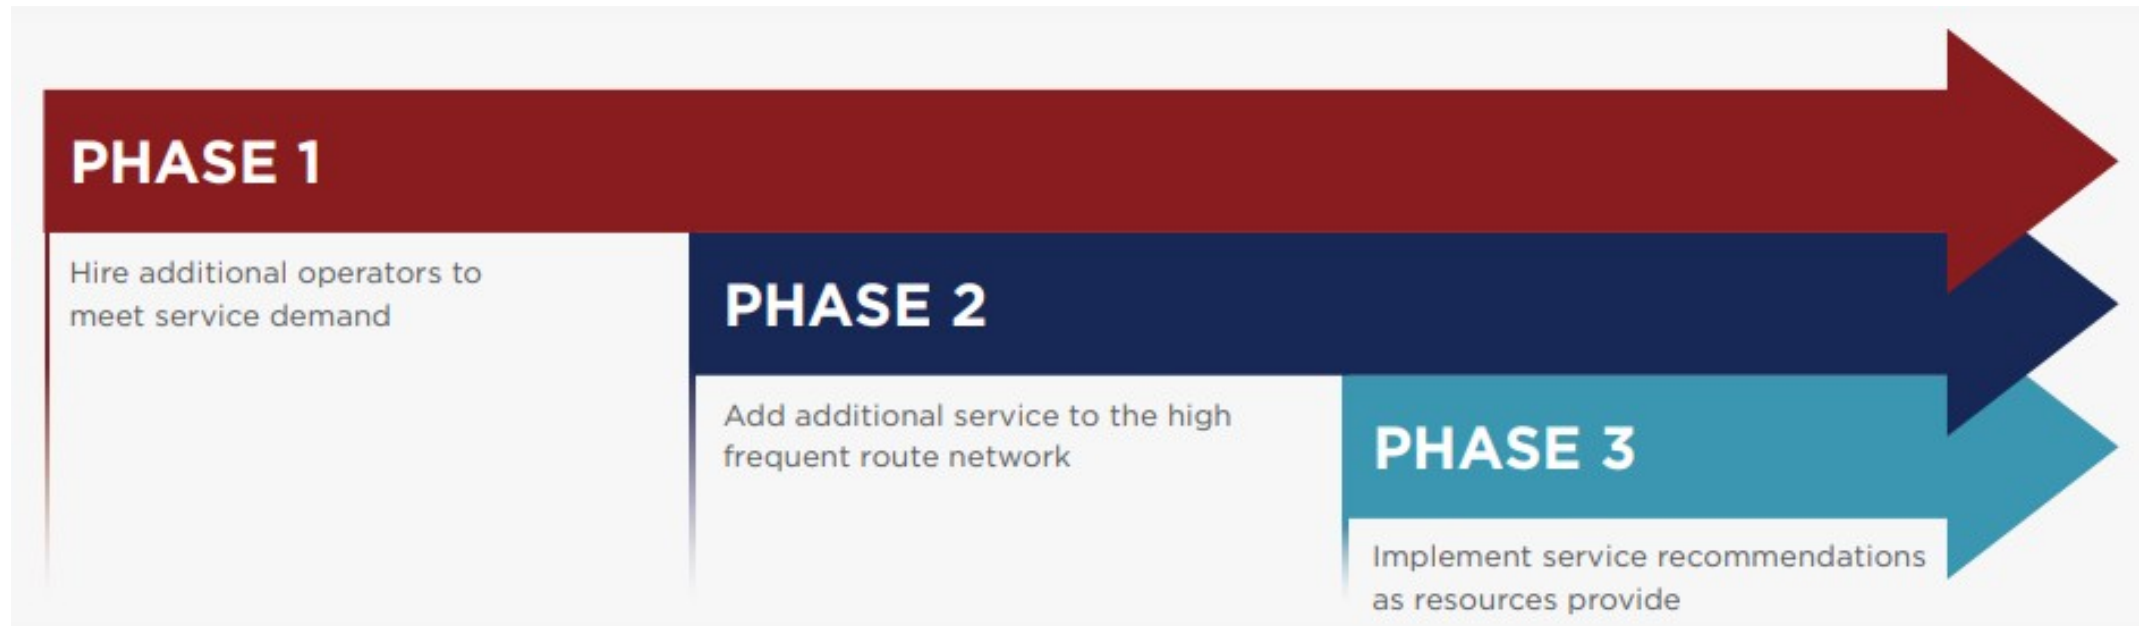 PHASE 1
Hire additional operators to
meet service demand
PHASE 2
Add additional service to the high
frequent route network
PHASE 3
Implement service recommendations
as resources provide